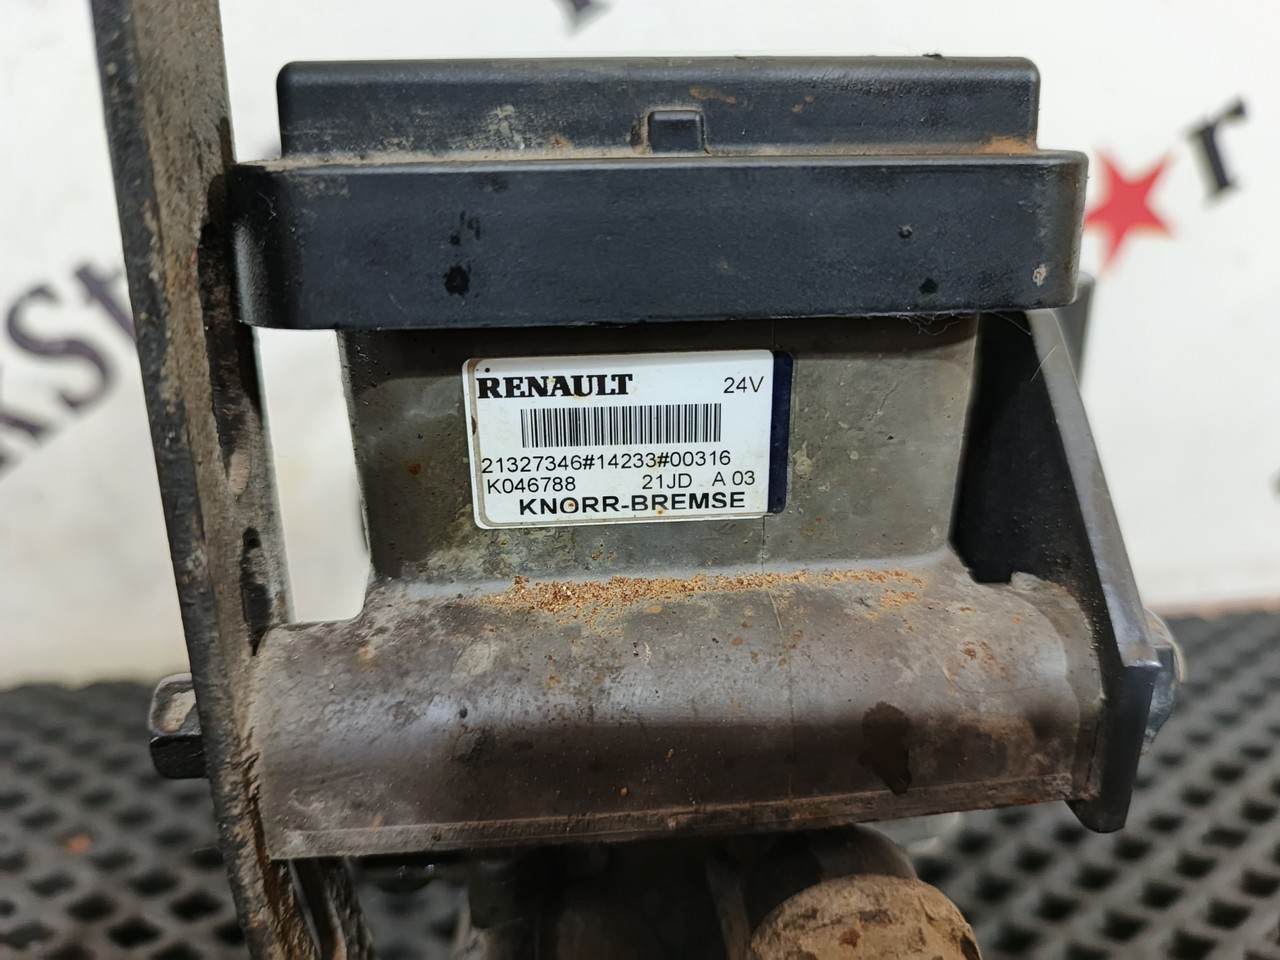 RENAULT 24V
21327346#14233#00316
K046788 21JD A 03
KNORR-BREMSE